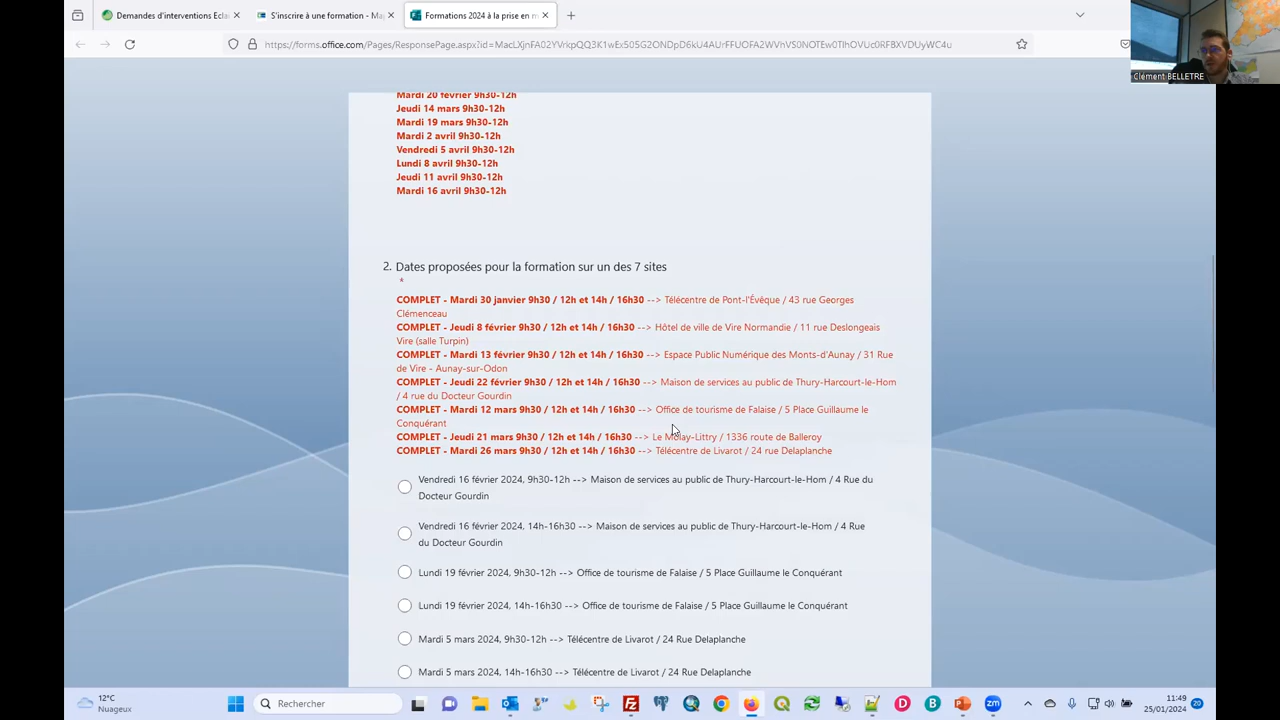 Demandes d'interventions Ecla
S'inscrire à une formation - Ma
Formations 2024 à la prise en m
Clément BELLETRE
Mardi 20 février 9h30-12h
Jeudi 14 mars 9h30-12h
Mardi 19 mars 9h30-12h
Mardi 2 avril 9h30-12h
Vendredi 5 avril 9h30-12h
Lundi 8 avril 9h30-12h
Jeudi 11 avril 9h30-12h
Mardi 16 avril 9h30-12h
2. Dates proposées pour la formation sur un des 7 sites
*
COMPLET - Mardi 30 janvier 9h30 / 12h et 14h / 16h30 --> Télécentre de Pont-l'Évêque / 43 rue Georges
Clémenceau
COMPLET - Jeudi 8 février 9h30 / 12h et 14h / 16h30 --> Hôtel de ville de Vire Normandie / 11 rue Deslongeais
Vire (salle Turpin)
COMPLET - Mardi 13 février 9h30 / 12h et 14h / 16h30 --> Espace Public Numérique des Monts-d'Aunay / 31 Rue
de Vire - Aunay-sur-Odon
COMPLET - Jeudi 22 février 9h30 / 12h et 14h / 16h30 --> Maison de services au public de Thury-Harcourt-le-Hom
/ 4 rue du Docteur Gourdin
COMPLET - Mardi 12 mars 9h30 / 12h et 14h / 16h30 --> Office de tourisme de Falaise / 5 Place Guillaume le
Conquérant
COMPLET - Jeudi 21 mars 9h30 / 12h et 14h / 16h30 --> Le Molay-Littry / 1336 route de Balleroy
COMPLET - Mardi 26 mars 9h30 / 12h et 14h / 16h30 --> Télécentre de Livarot / 24 rue Delaplanche
Vendredi 16 février 2024, 9h30-12h --> Maison de services au public de Thury-Harcourt-le-Hom / 4 Rue du
Docteur Gourdin
Vendredi 16 février 2024, 14h-16h30 --> Maison de services au public de Thury-Harcourt-le-Hom / 4 Rue
du Docteur Gourdin
Lundi 19 février 2024, 9h30-12h --> Office de tourisme de Falaise / 5 Place Guillaume le Conquérant
Lundi 19 février 2024, 14h-16h30 --> Office de tourisme de Falaise / 5 Place Guillaume le Conquérant
Mardi 5 mars 2024, 9h30-12h --> Télécentre de Livarot / 24 Rue Delaplanche
Mardi 5 mars 2024, 14h-16h30 --> Télécentre de Livarot / 24 Rue Delaplanche
12°C
Nuageux
Rechercher
11:49
25/01/2024
20